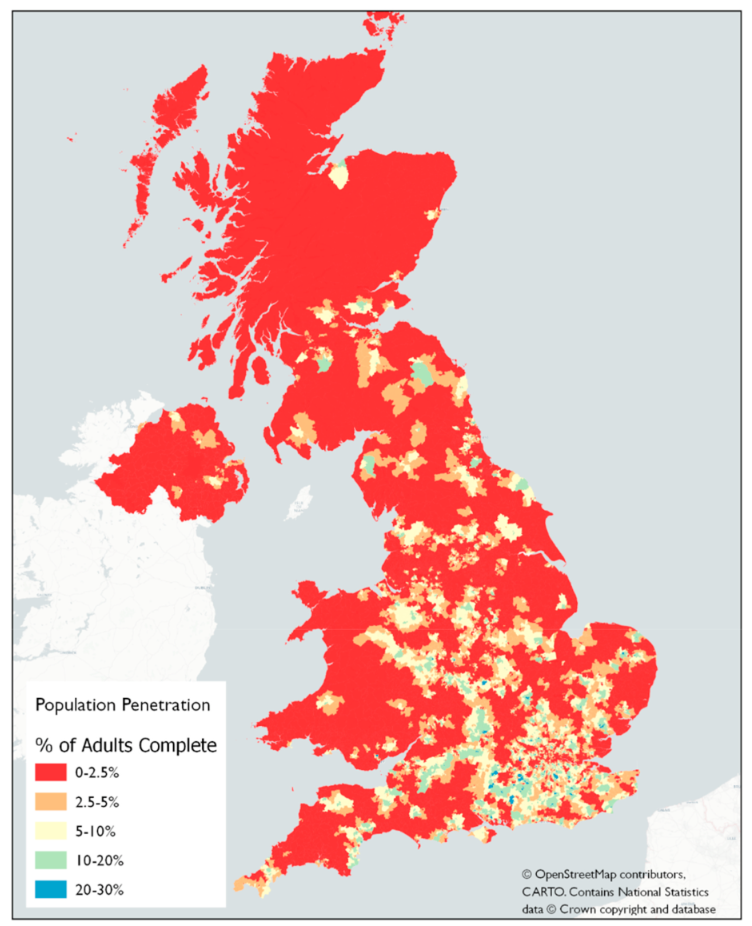 Population Penetration
% of Adults Complete
0-2.5%
2.5-5%
5-10%
10-20%
20-30%
© OpenStreetMap contributors,
CARTO. Contains National Statistics
data © Crown copyright and database